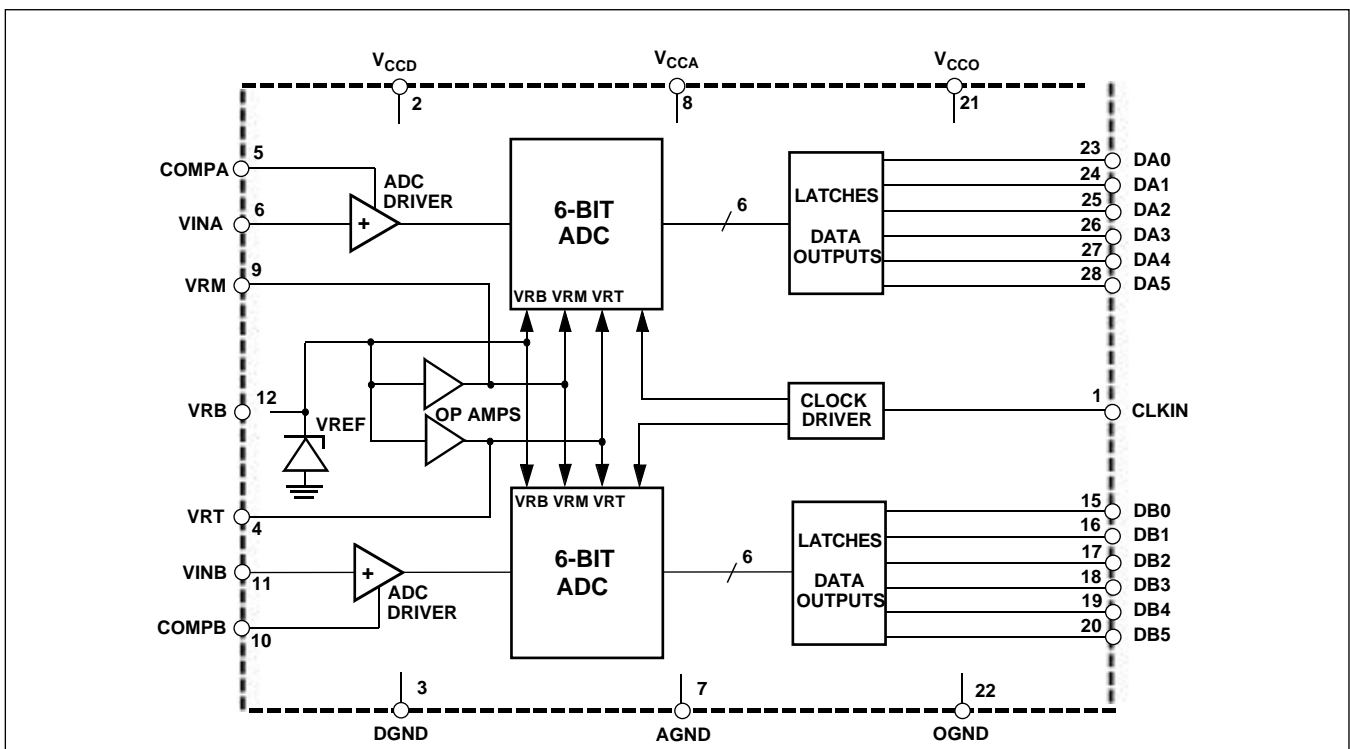 VCCD
VCCA
VCCO
2
8
21
COMPA
5
ADC
DRIVER
VINA
6
+
6-BIT
ADC
6
LATCHES
DATA
OUTPUTS
23
DA0
24
DA1
25
DA2
26
DA3
27
DA4
28
DA5
VRM
9
VRB VRM VRT
VRB
12
VREF
OP AMPS
CLOCK
DRIVER
1
CLKIN
VRT
4
VRB VRM VRT
VINB
11
+
ADC
DRIVER
COMPB
10
6-BIT
ADC
6
LATCHES
DATA
OUTPUTS
15
DB0
16
DB1
17
DB2
18
DB3
19
DB4
20
DB5
3
7
22
DGND
AGND
OGND